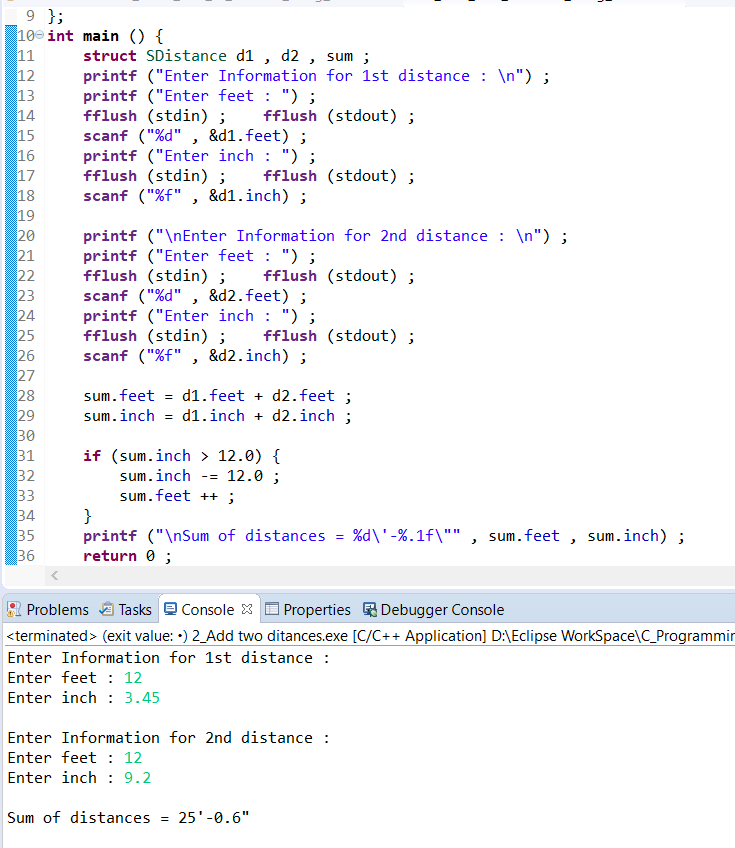 9 };
10 int main () {
11 struct SDistance d1 , d2 , sum ;
12 printf ("Enter Information for 1st distance : \n") ;
13 printf ("Enter feet : ") ;
14 fflush (stdin) ; fflush (stdout) ;
15 scanf ("%d" , &d1.feet) ;
16 printf ("Enter inch : ") ;
17 fflush (stdin) ; fflush (stdout) ;
18 scanf ("%f" , &d1.inch) ;
19
20 printf ("\nEnter Information for 2nd distance : \n") ;
21 printf ("Enter feet : ") ;
22 fflush (stdin) ; fflush (stdout) ;
23 scanf ("%d" , &d2.feet) ;
24 printf ("Enter inch : ") ;
25 fflush (stdin) ; fflush (stdout) ;
26 scanf ("%f" , &d2.inch) ;
27
28 sum.feet = d1.feet + d2.feet ;
29 sum.inch = d1.inch + d2.inch ;
30
31 if (sum.inch > 12.0) {
32 sum.inch -= 12.0 ;
33 sum.feet ++ ;
34 }
35 printf ("\nSum of distances = %d\'-%.1f\"" , sum.feet , sum.inch) ;
36 return 0 ;
Problems Tasks Console Properties Debugger Console
<terminated> (exit value: •) 2_Add two ditances.exe [C/C++ Application] D:\Eclipse WorkSpace\C_Programmin
Enter Information for 1st distance :
Enter feet : 12
Enter inch : 3.45
Enter Information for 2nd distance :
Enter feet : 12
Enter inch : 9.2
Sum of distances = 25'-0.6"